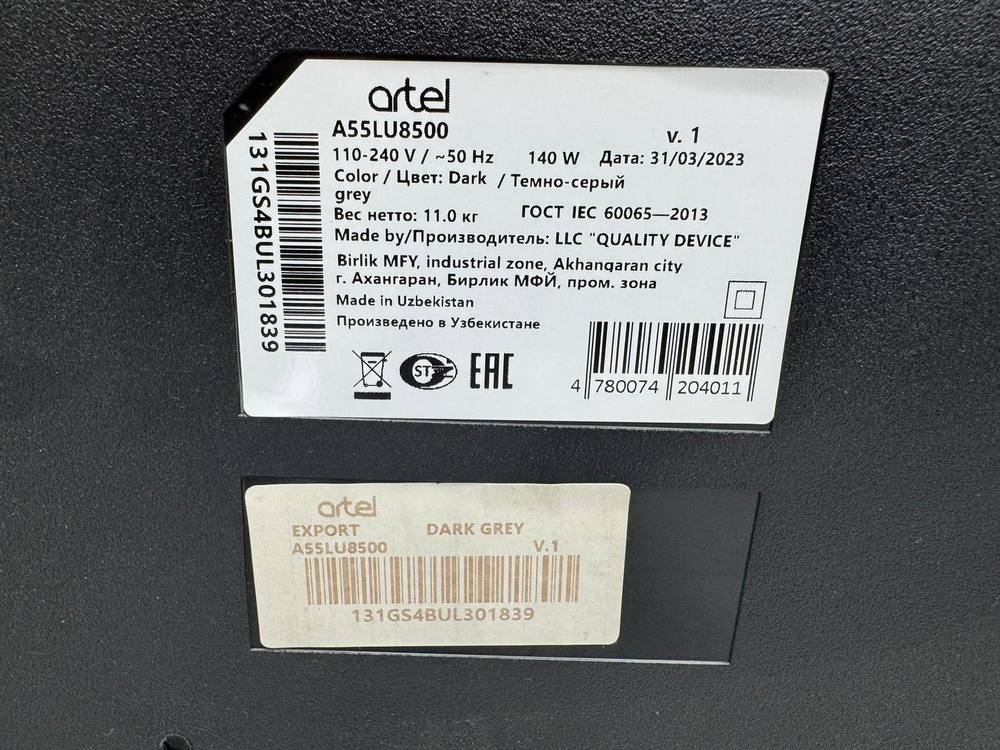 artel
A55LU8500 v. 1
110-240 V / ~50 Hz 140 W Дата: 31/03/2023
Color / Цвет: Dark / Темно-серый
grey
Вес нетто: 11.0 кг ГОСТ IEC 60065—2013
Made by/Производитель: LLC "QUALITY DEVICE"
Birlik MFY, industrial zone, Akhangaran city
г. Ахангаран, Бирлик МФЙ, пром. зона
Made in Uzbekistan
Произведено в Узбекистане
ST
EAC
4 780074 204011
131GS4BUL301839
artel
EXPORT DARK GREY
A55LU8500 V.1
131GS4BUL301839
7